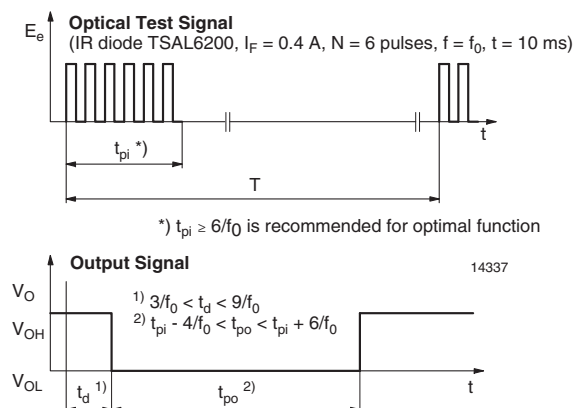 Optical Test Signal
E_e
(IR diode TSAL6200, I_F = 0.4 A, N = 6 pulses, f = f_0, t = 10 ms)
t
t_pi *)
T
*) t_pi ≥ 6/f_0 is recommended for optimal function
Output Signal
14337
V_O
1) 3/f_0 < t_d < 9/f_0
V_OH
2) t_pi - 4/f_0 < t_po < t_pi + 6/f_0
V_OL
t_d 1)
t_po 2)
t